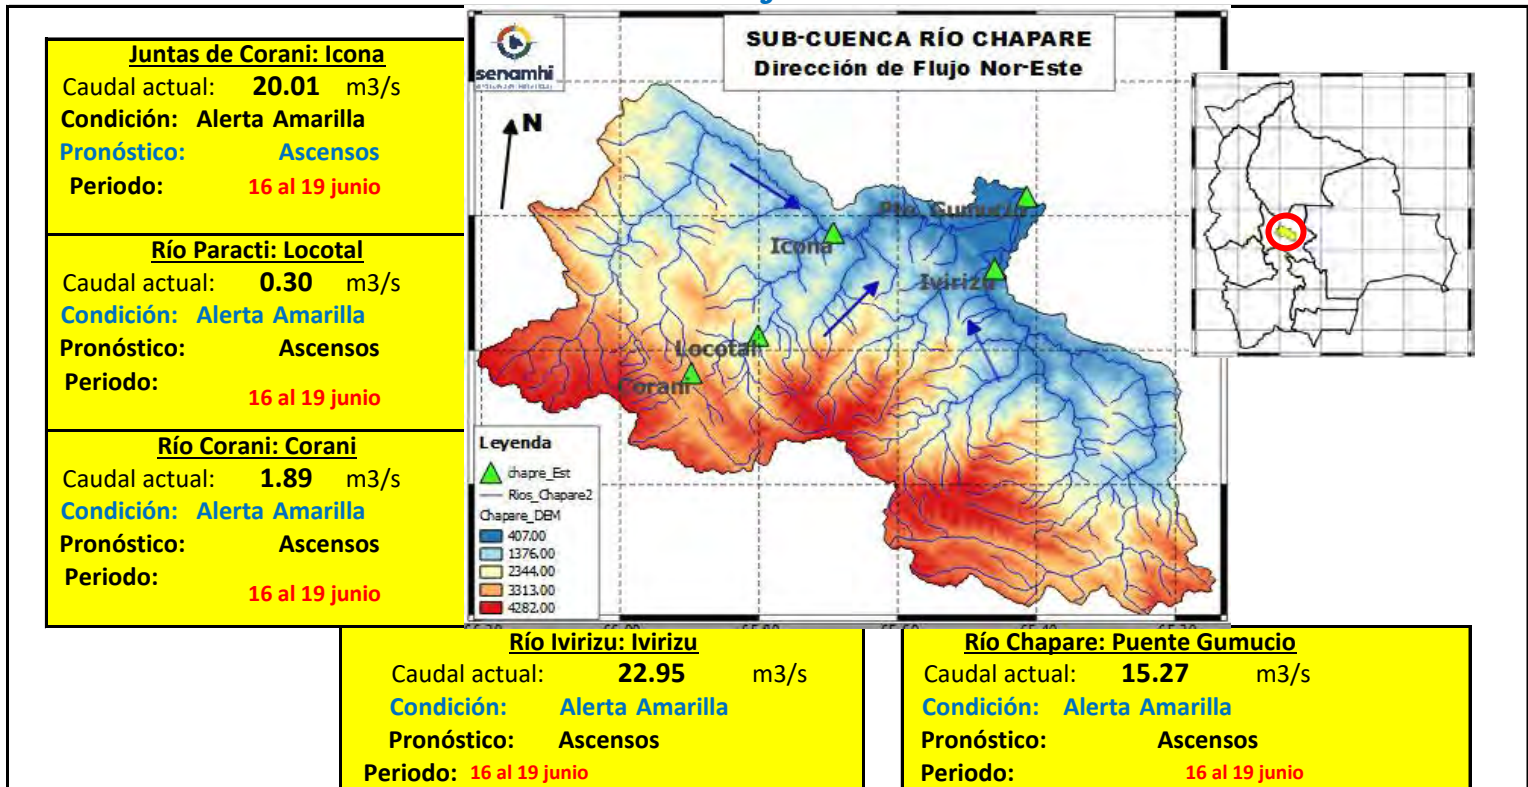 Juntas de Corani: Icona
Caudal actual: 20.01 m3/s
Condición: Alerta Amarilla
Pronóstico: Ascensos
Periodo: 16 al 19 junio
Río Paracti: Locotal
Caudal actual: 0.30 m3/s
Condición: Alerta Amarilla
Pronóstico: Ascensos
Periodo:
16 al 19 junio
Río Corani: Corani
Caudal actual: 1.89 m3/s
Condición: Alerta Amarilla
Pronóstico: Ascensos
Periodo:
16 al 19 junio
senamhi
SUB-CUENCA RÍO CHAPARE
Dirección de Flujo Nor-Este
N
Pte. Gumucio
Icona
Ivirizu
Locotal
Corani
Leyenda
chapre_Est
Rios_Chapare2
Chapare_DEM
407.00
1376.00
2344.00
3313.00
4282.00
Río Ivirizu: Ivirizu
Caudal actual: 22.95 m3/s
Condición: Alerta Amarilla
Pronóstico: Ascensos
Periodo: 16 al 19 junio
Río Chapare: Puente Gumucio
Caudal actual: 15.27 m3/s
Condición: Alerta Amarilla
Pronóstico: Ascensos
Periodo: 16 al 19 junio